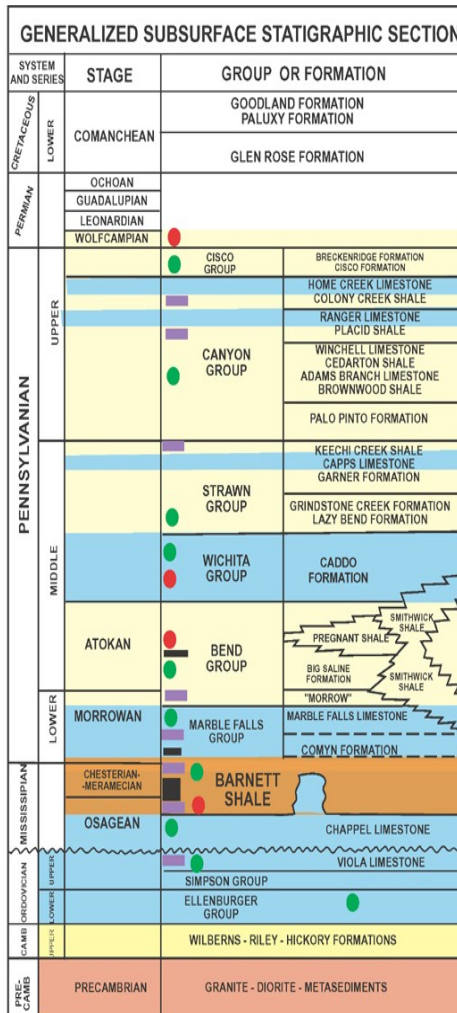 GENERALIZED SUBSURFACE STATIGRAPHIC SECTION
SYSTEM AND SERIES
STAGE
GROUP OR FORMATION
CRETACEOUS
LOWER
COMANCHEAN
GOODLAND FORMATION
PALUXY FORMATION
GLEN ROSE FORMATION
PERMIAN
OCHOAN
GUADALUPIAN
LEONARDIAN
WOLFCAMPIAN
PENNSYLVANIAN
UPPER
CISCO
GROUP
BRECKENRIDGE FORMATION
CISCO FORMATION
CANYON
GROUP
HOME CREEK LIMESTONE
COLONY CREEK SHALE
RANGER LIMESTONE
PLACID SHALE
WINCHELL LIMESTONE
CEDARTON SHALE
ADAMS BRANCH LIMESTONE
BROWNWOOD SHALE
PALO PINTO FORMATION
MIDDLE
STRAWN
GROUP
KEECHI CREEK SHALE
CAPPS LIMESTONE
GARNER FORMATION
GRINDSTONE CREEK FORMATION
LAZY BEND FORMATION
WICHITA
GROUP
CADDO
FORMATION
ATOKAN
BEND
GROUP
SMITHWICK
SHALE
PREGNANT SHALE
BIG SALINE
FORMATION
SMITHWICK
SHALE
"MORROW"
LOWER
MORROWAN
MARBLE FALLS
GROUP
MARBLE FALLS LIMESTONE
COMYN FORMATION
MISSISSIPIAN
CHESTERIAN-
MERAMECIAN
BARNETT
SHALE
OSAGEAN
CHAPPEL LIMESTONE
ORDOVICIAN
UPPER
VIOLA LIMESTONE
SIMPSON GROUP
LOWER
ELLENBURGER
GROUP
CAMB
UPPER
WILBERNS - RILEY - HICKORY FORMATIONS
PRE-
CAMB
PRECAMBRIAN
GRANITE - DIORITE - METASEDIMENTS